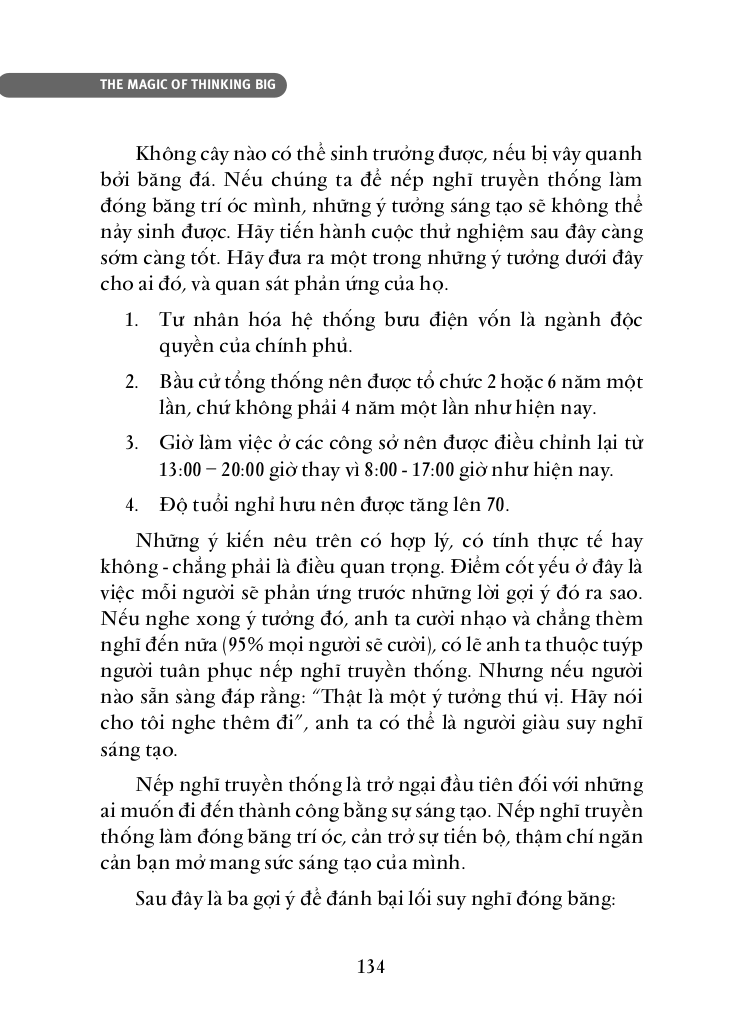 THE MAGIC OF THINKING BIG
Không cây nào có thể sinh trưởng được, nếu bị vây quanh
bởi băng đá. Nếu chúng ta để nếp nghĩ truyền thống làm
đóng băng trí óc mình, những ý tưởng sáng tạo sẽ không thể
nảy sinh được. Hãy tiến hành cuộc thử nghiệm sau đây càng
sớm càng tốt. Hãy đưa ra một trong những ý tưởng dưới đây
cho ai đó, và quan sát phản ứng của họ.
1. Tư nhân hóa hệ thống bưu điện vốn là ngành độc
quyền của chính phủ.
2. Bầu cử tổng thống nên được tổ chức 2 hoặc 6 năm một
lần, chứ không phải 4 năm một lần như hiện nay.
3. Giờ làm việc ở các công sở nên được điều chỉnh lại từ
13:00 – 20:00 giờ thay vì 8:00 - 17:00 giờ như hiện nay.
4. Độ tuổi nghỉ hưu nên được tăng lên 70.
Những ý kiến nêu trên có hợp lý, có tính thực tế hay
không - chẳng phải là điều quan trọng. Điểm cốt yếu ở đây là
việc mỗi người sẽ phản ứng trước những lời gợi ý đó ra sao.
Nếu nghe xong ý tưởng đó, anh ta cười nhạo và chẳng thèm
nghĩ đến nữa (95% mọi người sẽ cười), có lẽ anh ta thuộc tuýp
người tuân phục nếp nghĩ truyền thống. Nhưng nếu người
nào sẵn sàng đáp rằng: “Thật là một ý tưởng thú vị. Hãy nói
cho tôi nghe thêm đi”, anh ta có thể là người giàu suy nghĩ
sáng tạo.
Nếp nghĩ truyền thống là trở ngại đầu tiên đối với những
ai muốn đi đến thành công bằng sự sáng tạo. Nếp nghĩ truyền
thống làm đóng băng trí óc, cản trở sự tiến bộ, thậm chí ngăn
cản bạn mở mang sức sáng tạo của mình.
Sau đây là ba gợi ý để đánh bại lối suy nghĩ đóng băng:
134